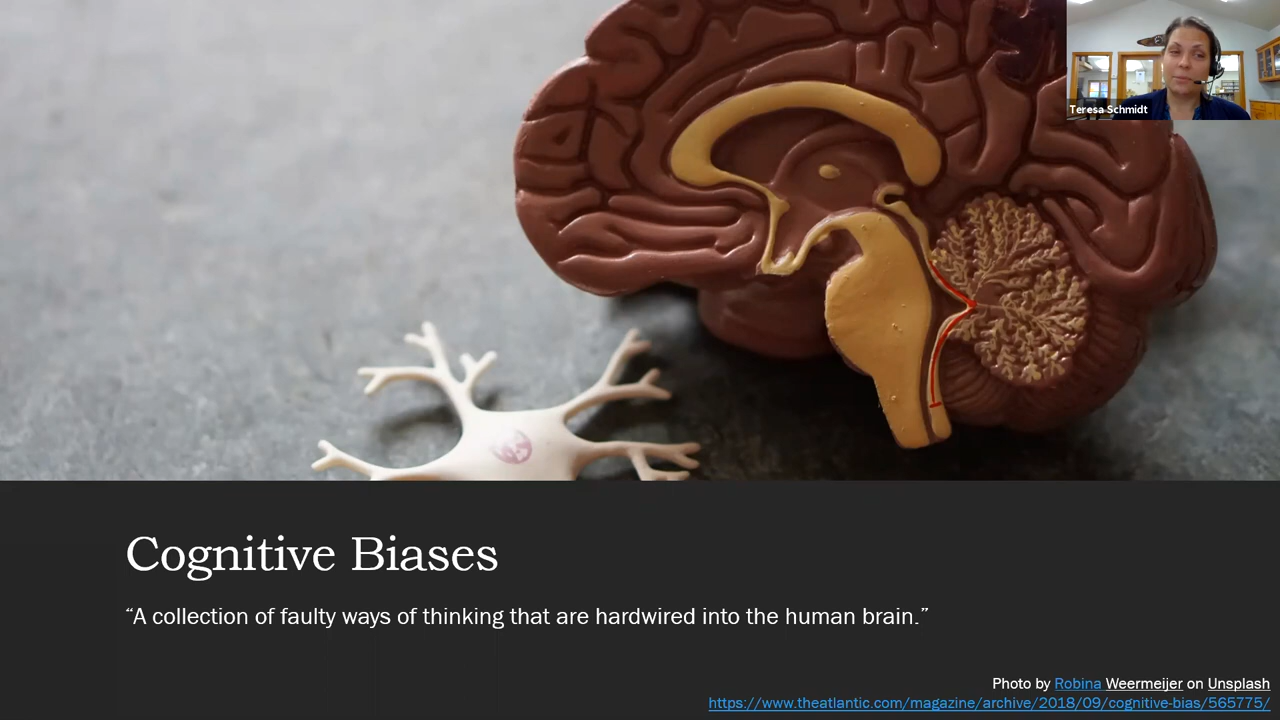 Teresa Schmidt
Cognitive Biases
“A collection of faulty ways of thinking that are hardwired into the human brain.”
Photo by Robina Weermeijer on Unsplash
https://www.theatlantic.com/magazine/archive/2018/09/cognitive-bias/565775/